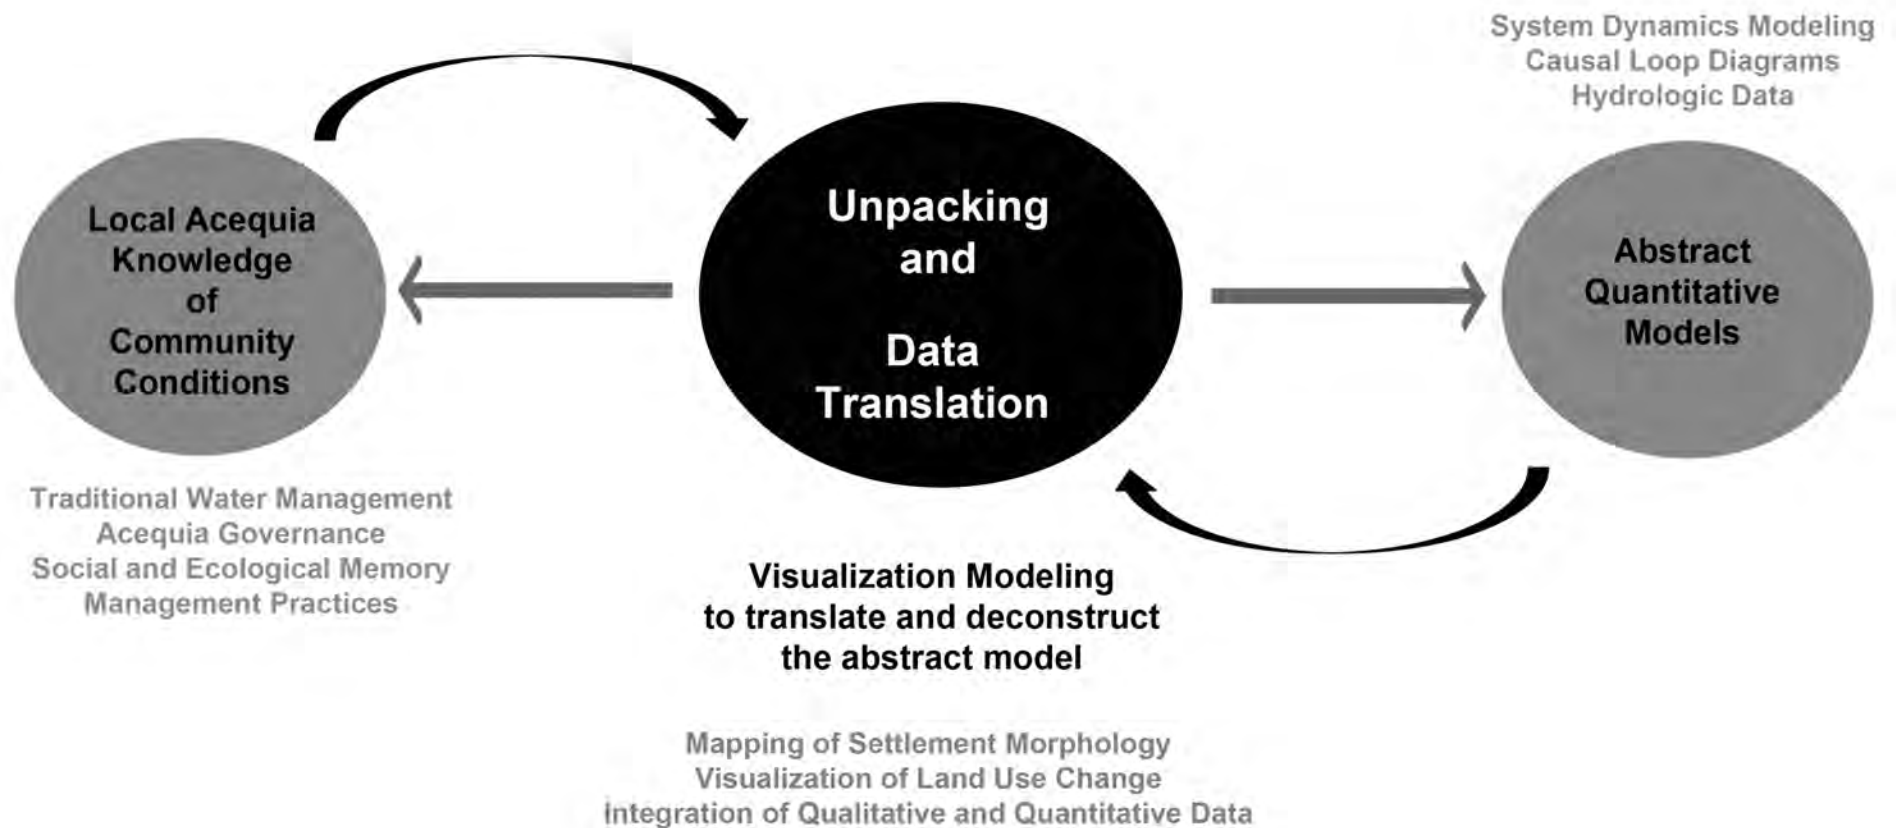 System Dynamics Modeling
Causal Loop Diagrams
Hydrologic Data
Local Acequia
Knowledge
of
Community
Conditions
Traditional Water Management
Acequia Governance
Social and Ecological Memory
Management Practices
Unpacking
and
Data
Translation
Visualization Modeling
to translate and deconstruct
the abstract model
Mapping of Settlement Morphology
Visualization of Land Use Change
Integration of Qualitative and Quantitative Data
Abstract
Quantitative
Models